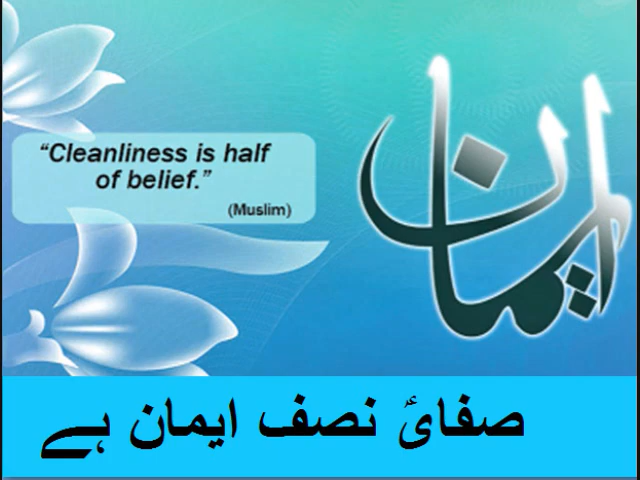 “Cleanliness is half
of belief.”
(Muslim)
ایمان
صفائ نصف ایمان ہے